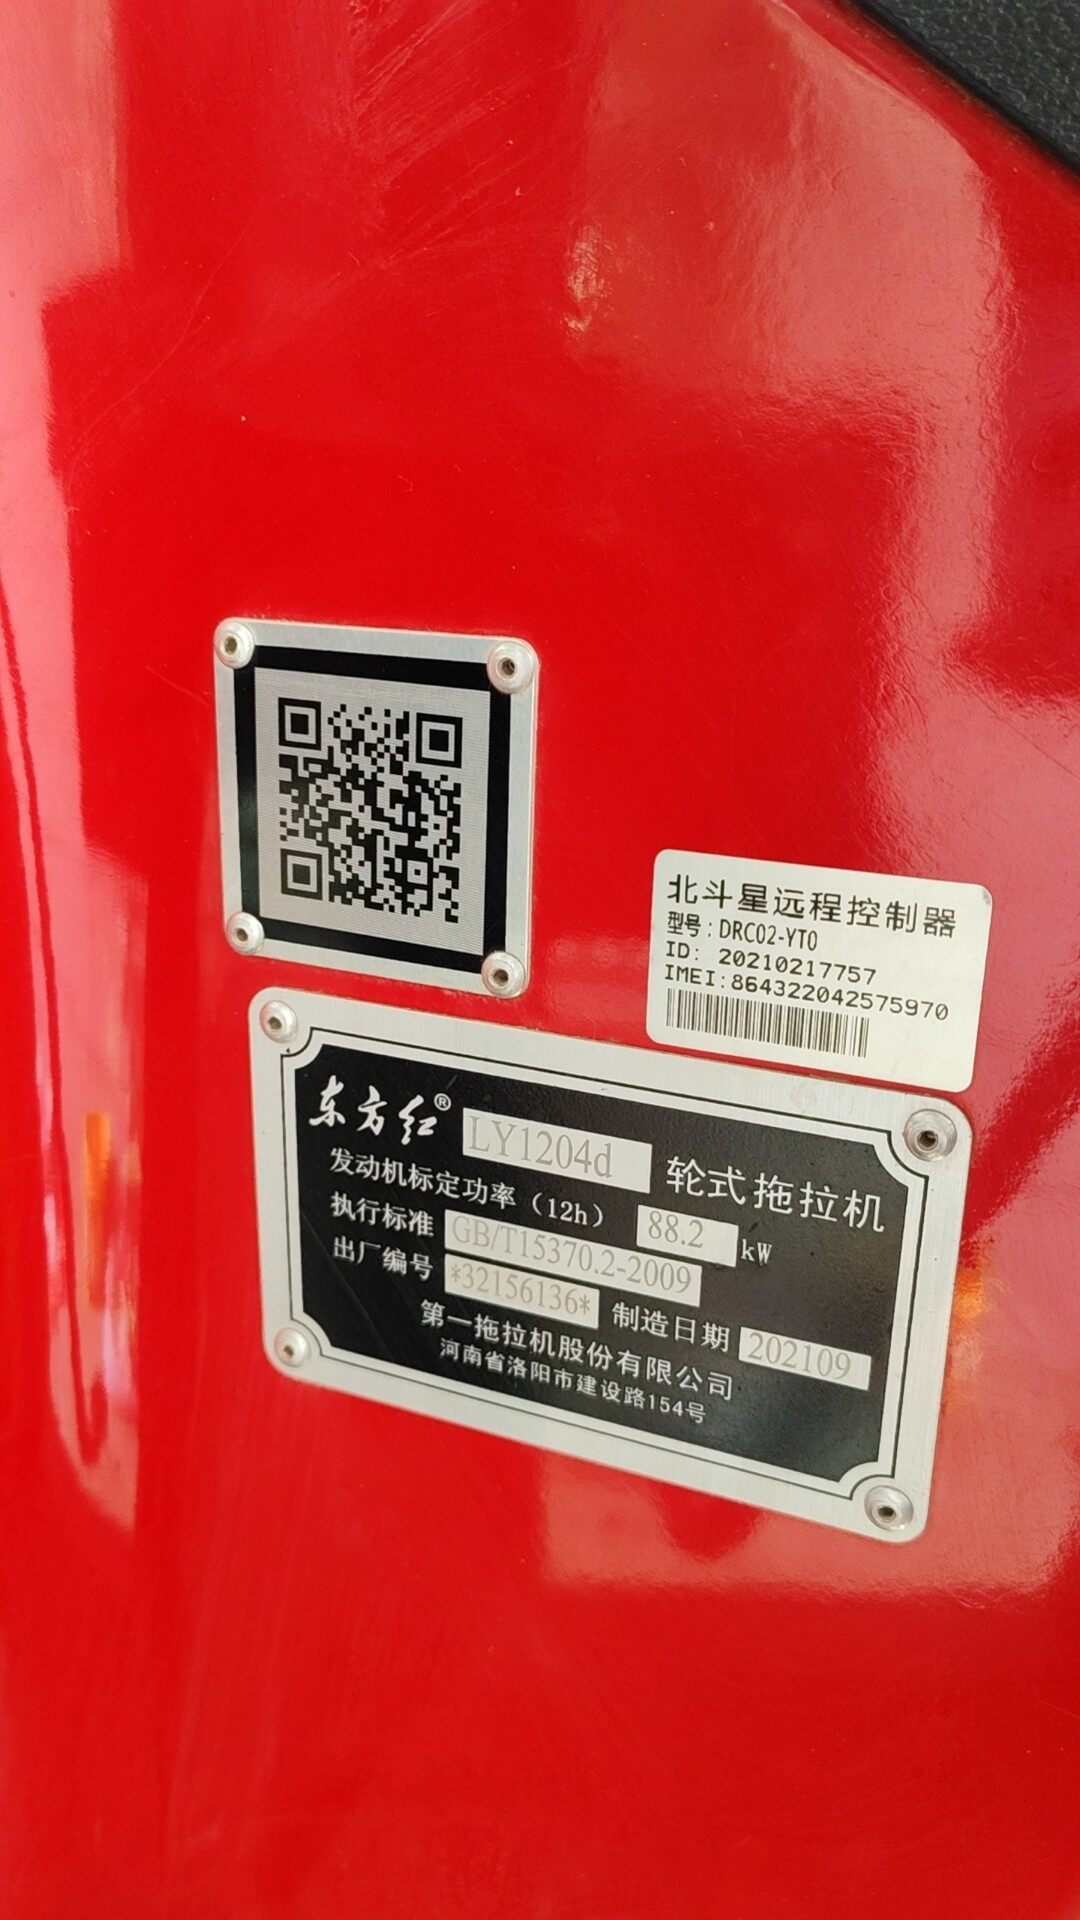 北斗星远程控制器
型号:DRC02-YTO
ID: 20210217757
IMEI:864322042575970
东方红® LY1204d 轮式拖拉机
发动机标定功率（12h） 88.2 kW
执行标准 GB/T15370.2-2009
出厂编号 *32156136* 制造日期 202109
第一拖拉机股份有限公司
河南省洛阳市建设路154号